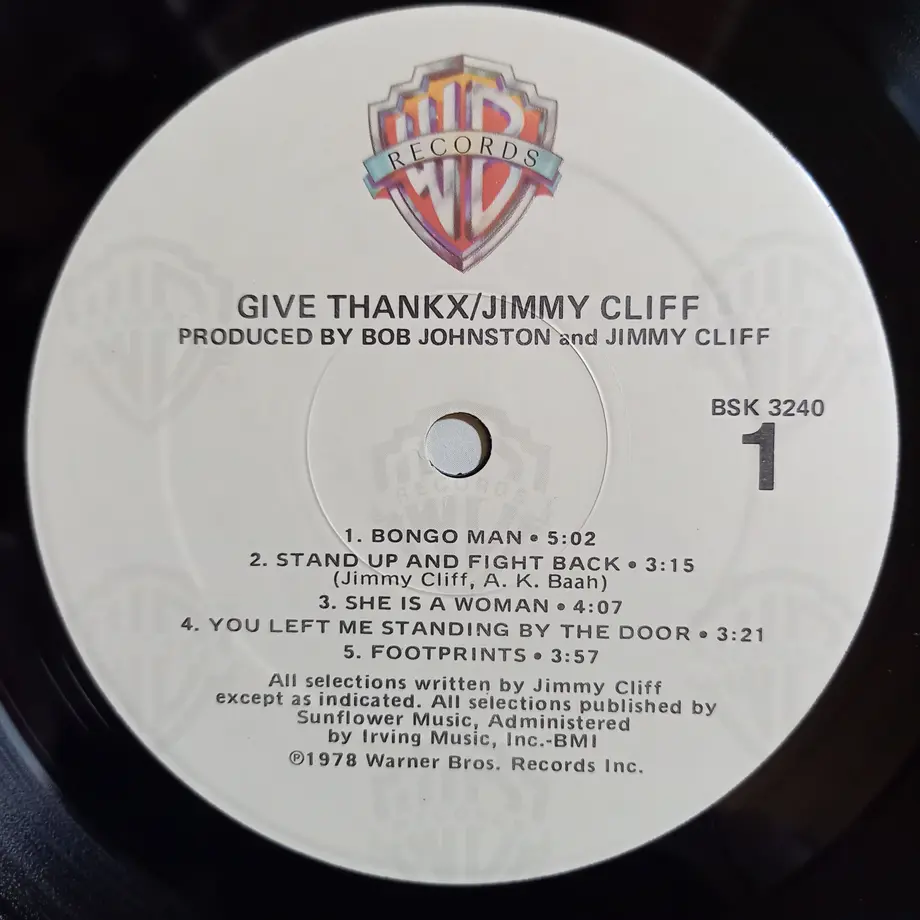 WB
RECORDS
GIVE THANKX/JIMMY CLIFF
PRODUCED BY BOB JOHNSTON and JIMMY CLIFF
BSK 3240
1
1. BONGO MAN • 5:02
2. STAND UP AND FIGHT BACK • 3:15
(Jimmy Cliff, A. K. Baah)
3. SHE IS A WOMAN • 4:07
4. YOU LEFT ME STANDING BY THE DOOR • 3:21
5. FOOTPRINTS • 3:57
All selections written by Jimmy Cliff
except as indicated. All selections published by
Sunflower Music, Administered
by Irving Music, Inc.-BMI
℗1978 Warner Bros. Records Inc.